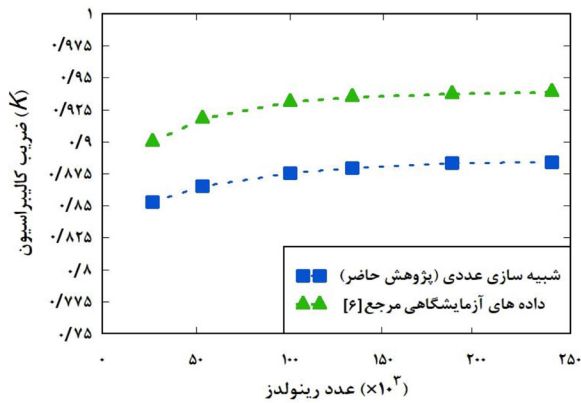 ۱
۰/۹۷۵
۰/۹۵
۰/۹۲۵
۰/۹
۰/۸۷۵
۰/۸۵
۰/۸۲۵
۰/۸
۰/۷۷۵
۰/۷۵
ضریب کالیبراسیون (K)
شبیه سازی عددی (پژوهش حاضر)
داده های آزمایشگاهی مرجع[۶]
۰ ۵۰ ۱۰۰ ۱۵۰ ۲۰۰ ۲۵۰
عدد رینولدز (×۱۰۳)